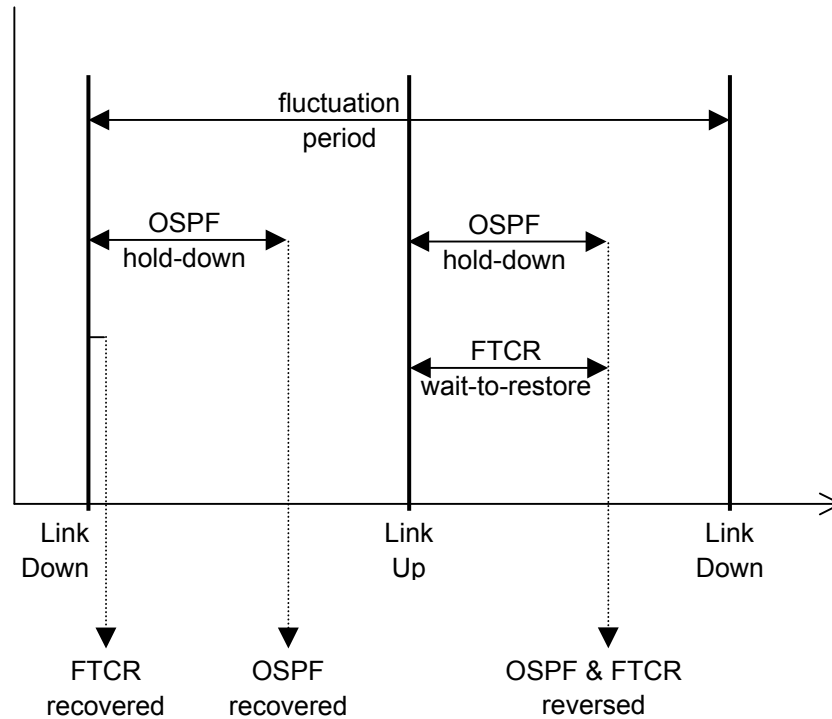 fluctuation
period
OSPF
hold-down
OSPF
hold-down
FTCR
wait-to-restore
Link
Down
Link
Up
Link
Down
FTCR
recovered
OSPF
recovered
OSPF & FTCR
reversed